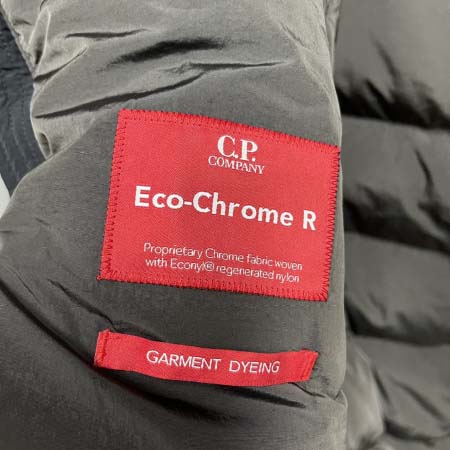 C.P.
COMPANY
Eco-Chrome R
Proprietary Chrome fabric woven
with Econyl® regenerated nylon
GARMENT DYEING